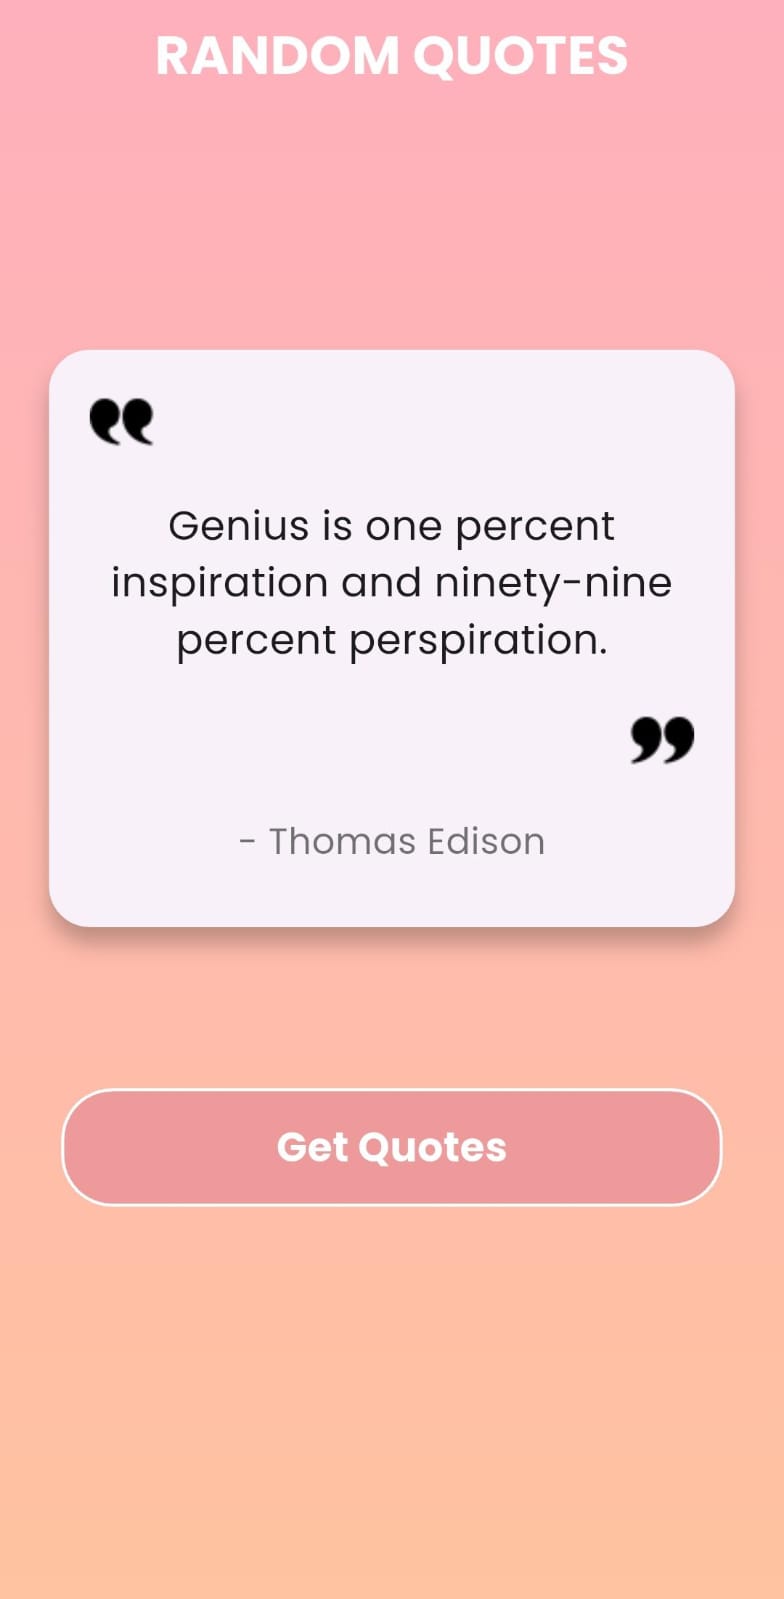 RANDOM QUOTES
❝
Genius is one percent
inspiration and ninety-nine
percent perspiration.
❞
- Thomas Edison
Get Quotes